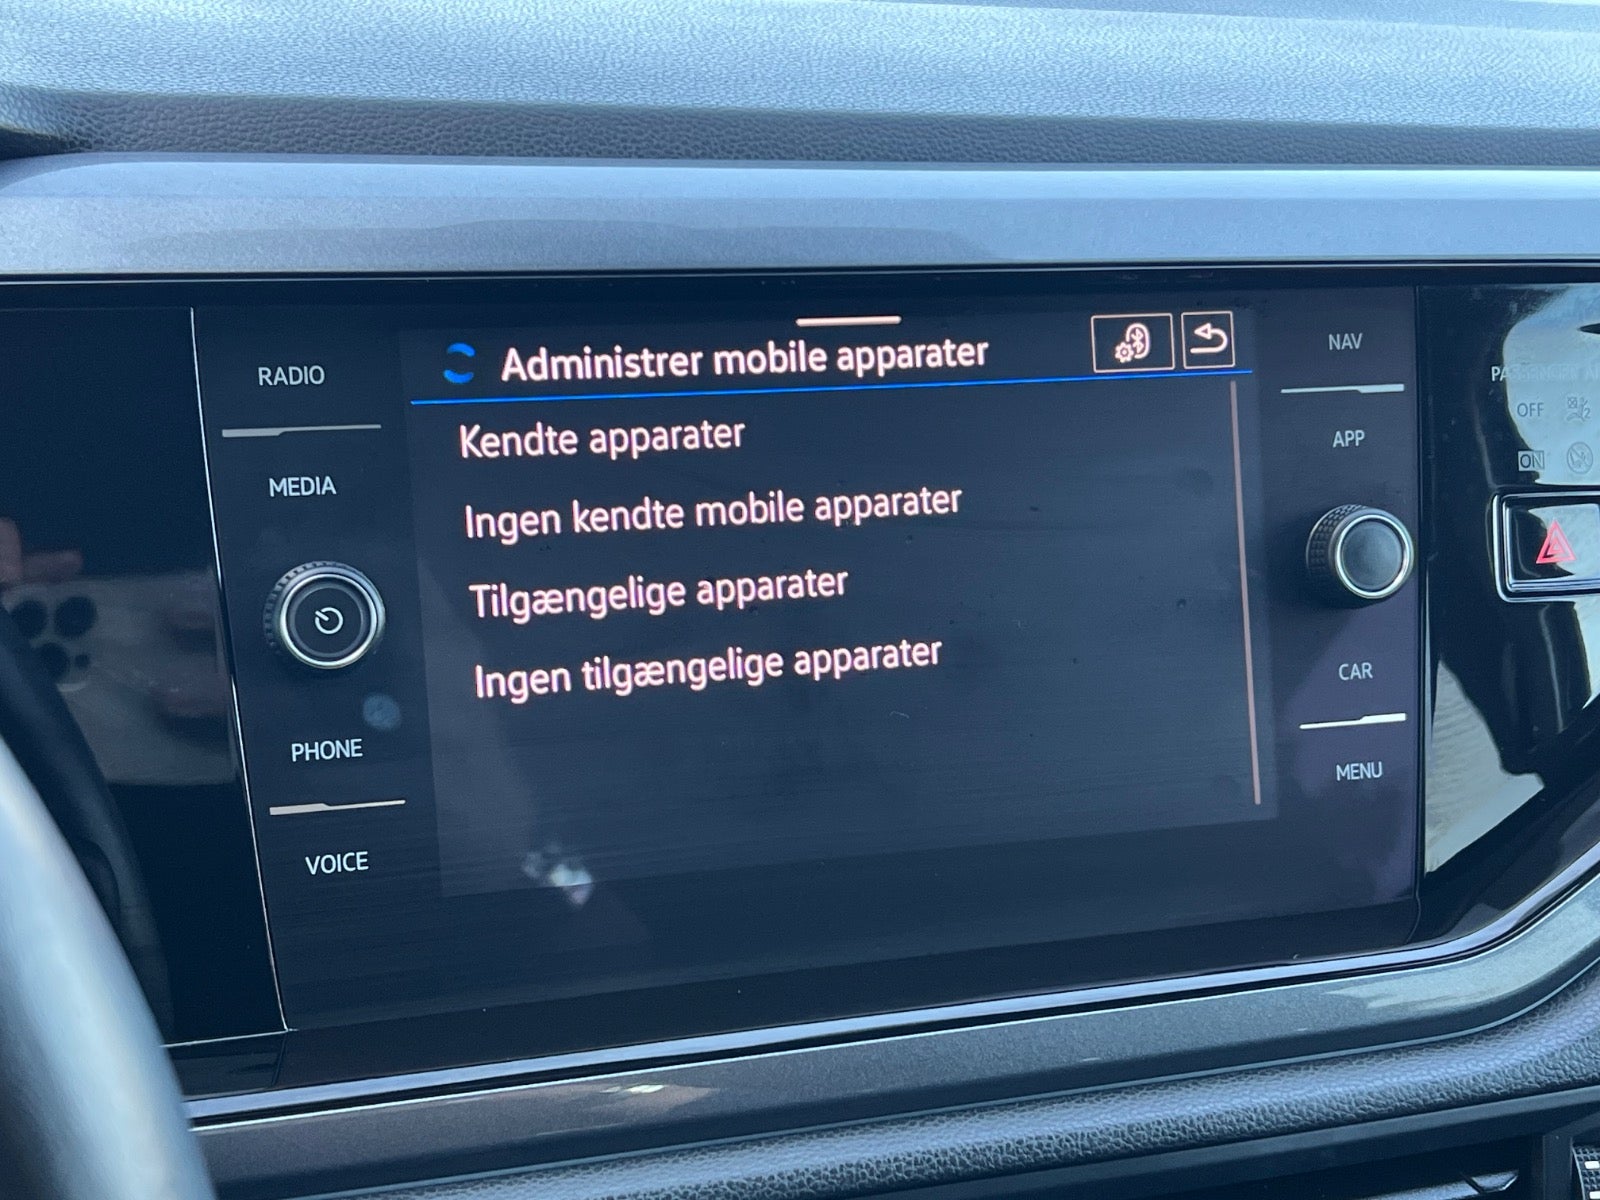 RADIO
MEDIA
PHONE
VOICE
Administrer mobile apparater
Kendte apparater
Ingen kendte mobile apparater
Tilgængelige apparater
Ingen tilgængelige apparater
NAV
APP
CAR
MENU
OFF
ON